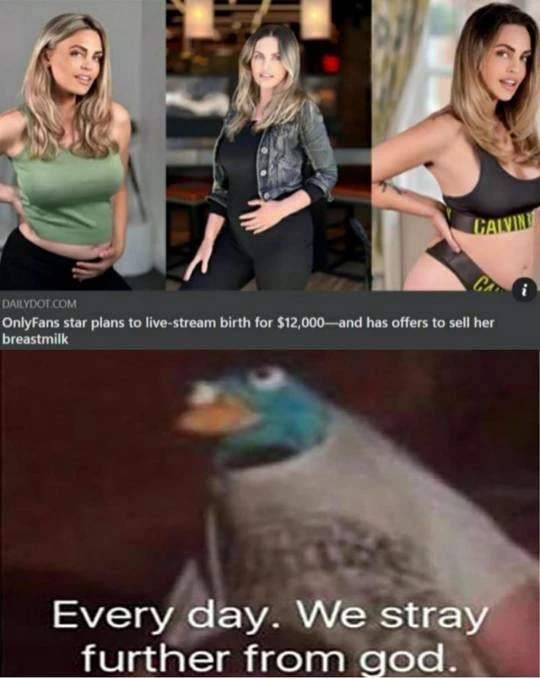 CALVIN
DAILYDOT.COM
OnlyFans star plans to live-stream birth for $12,000—and has offers to sell her
breastmilk
Every day. We stray
further from god.